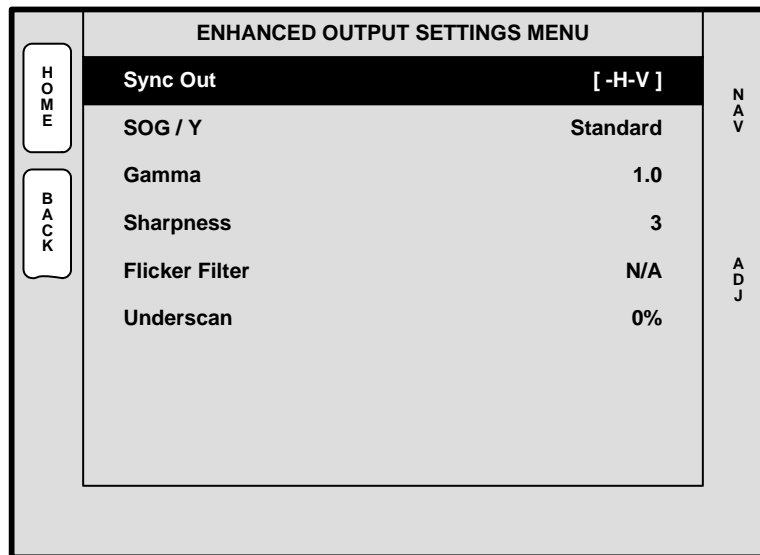 ENHANCED OUTPUT SETTINGS MENU
HOME
BACK
Sync Out [ -H-V ]
SOG / Y Standard
Gamma 1.0
Sharpness 3
Flicker Filter N/A
Underscan 0%
NAV
ADJ